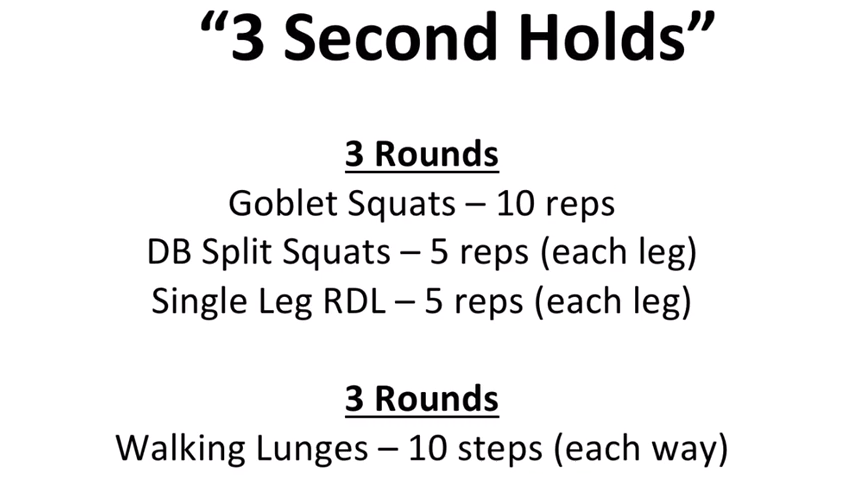 “3 Second Holds”
3 Rounds
Goblet Squats – 10 reps
DB Split Squats – 5 reps (each leg)
Single Leg RDL – 5 reps (each leg)
3 Rounds
Walking Lunges – 10 steps (each way)